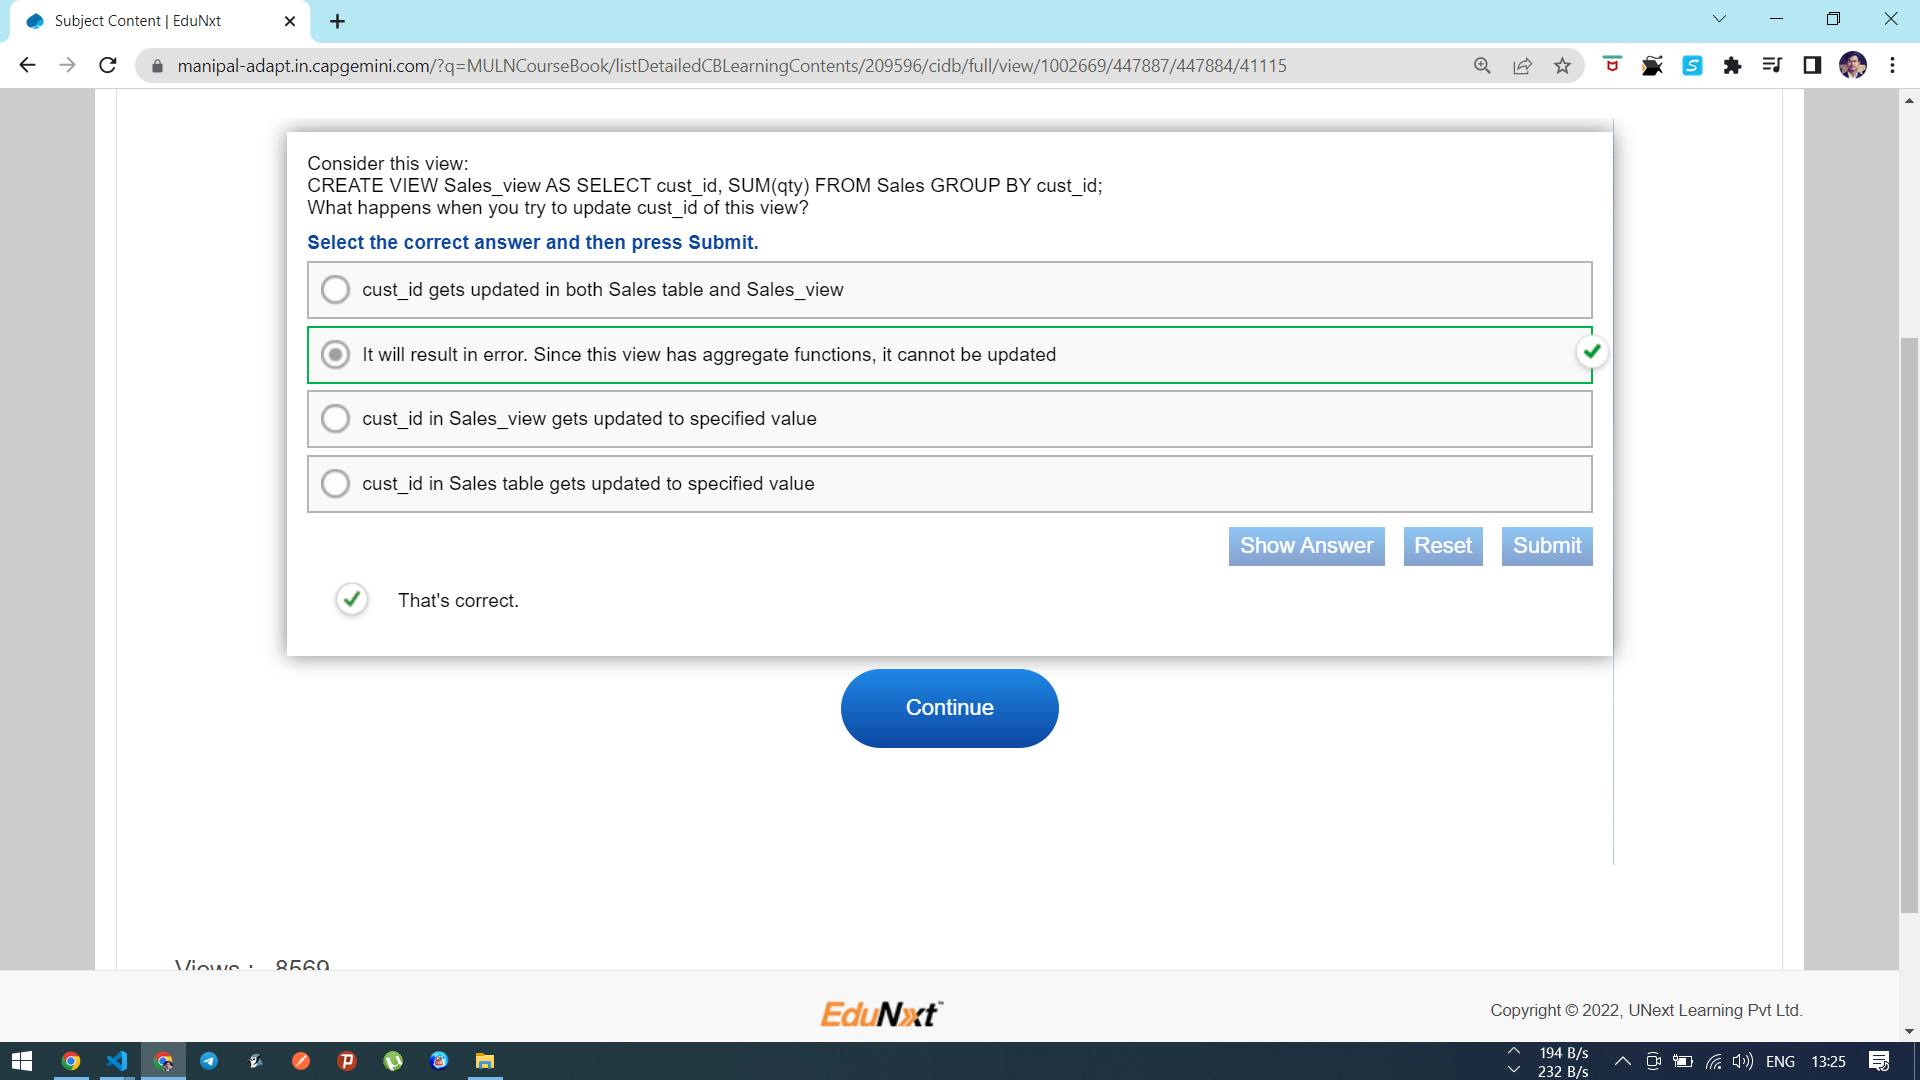 Subject Content | EduNxt
manipal-adapt.in.capgemini.com/?q=MULNCourseBook/listDetailedCBLearningContents/209596/cidb/full/view/1002669/447887/447884/41115
Consider this view:
CREATE VIEW Sales_view AS SELECT cust_id, SUM(qty) FROM Sales GROUP BY cust_id;
What happens when you try to update cust_id of this view?
Select the correct answer and then press Submit.
cust_id gets updated in both Sales table and Sales_view
It will result in error. Since this view has aggregate functions, it cannot be updated
cust_id in Sales_view gets updated to specified value
cust_id in Sales table gets updated to specified value
Show Answer Reset Submit
That's correct.
Continue
Views : 8569
EduNxt™
Copyright © 2022, UNext Learning Pvt Ltd.
194 B/s
232 B/s
ENG 13:25